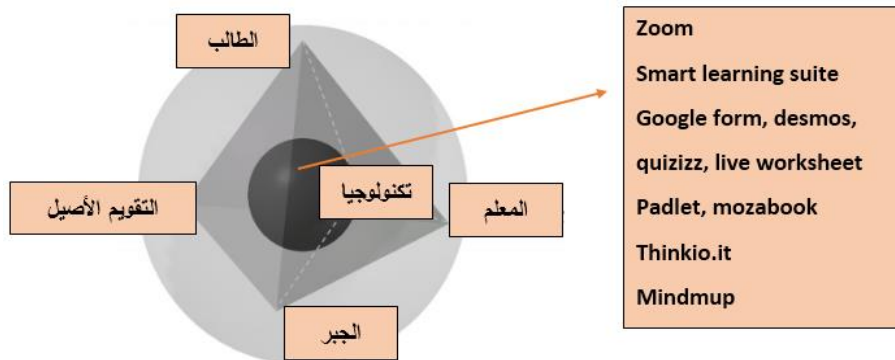 الطالب
Zoom
Smart learning suite
Google form, desmos,
quizizz, live worksheet
Padlet, mozabook
Thinkio.it
Mindmup
تكنولوجيا
التقويم الأصيل
المعلم
الجبر